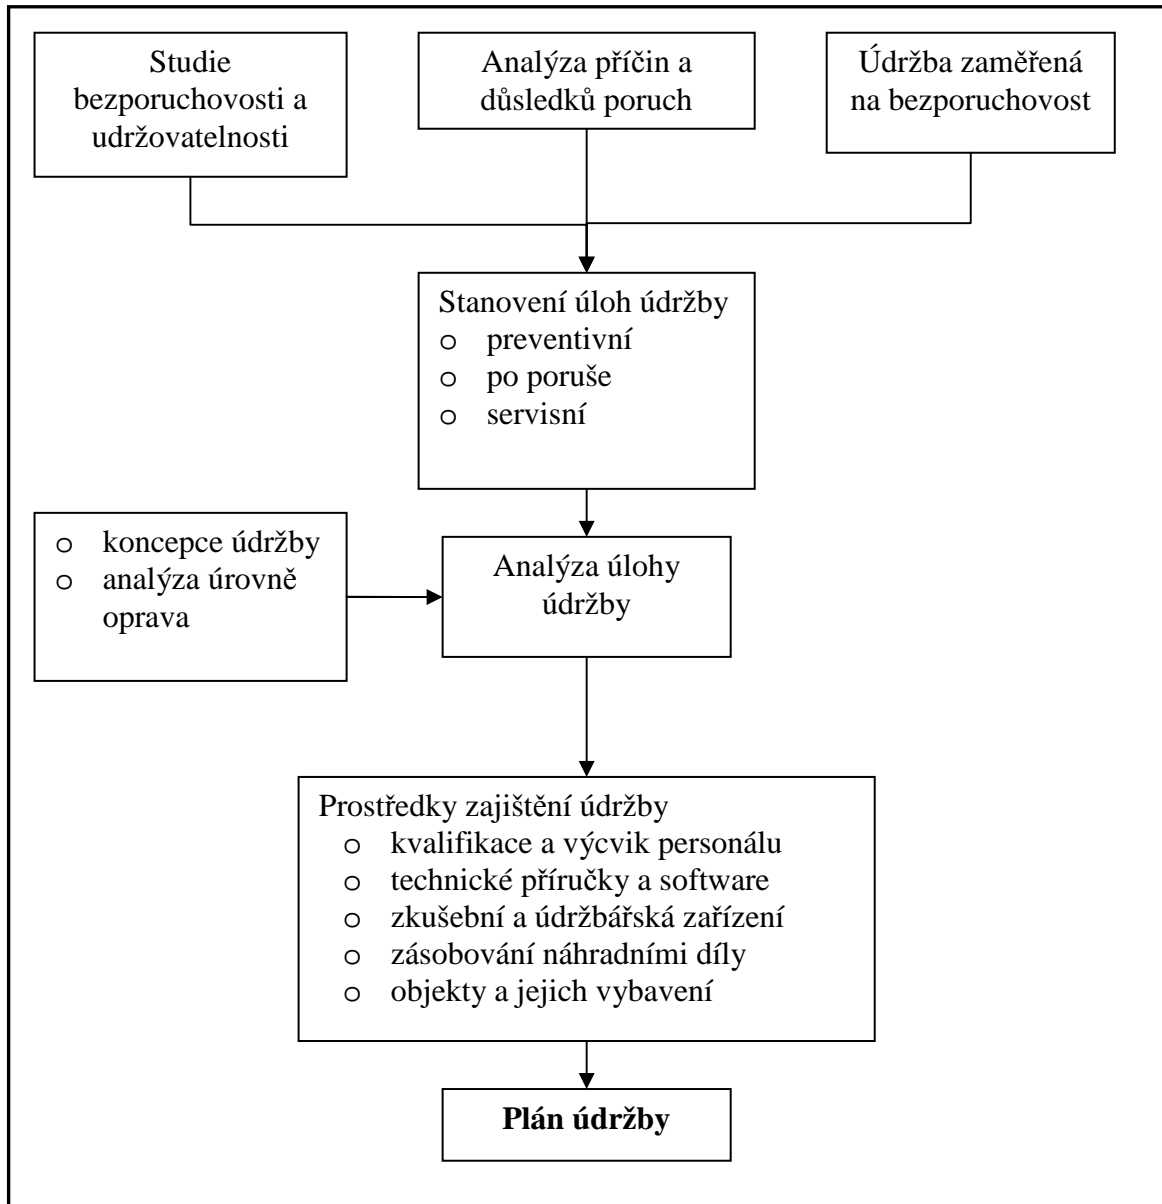 Studie
bezporuchovosti a
udržovatelnosti
Analýza příčin a
důsledků poruch
Údržba zaměřená
na bezporuchovost
Stanovení úloh údržby
o preventivní
o po poruše
o servisní
o koncepce údržby
o analýza úrovně
oprava
Analýza úlohy
údržby
Prostředky zajištění údržby
o kvalifikace a výcvik personálu
o technické příručky a software
o zkušební a údržbářská zařízení
o zásobování náhradními díly
o objekty a jejich vybavení
Plán údržby